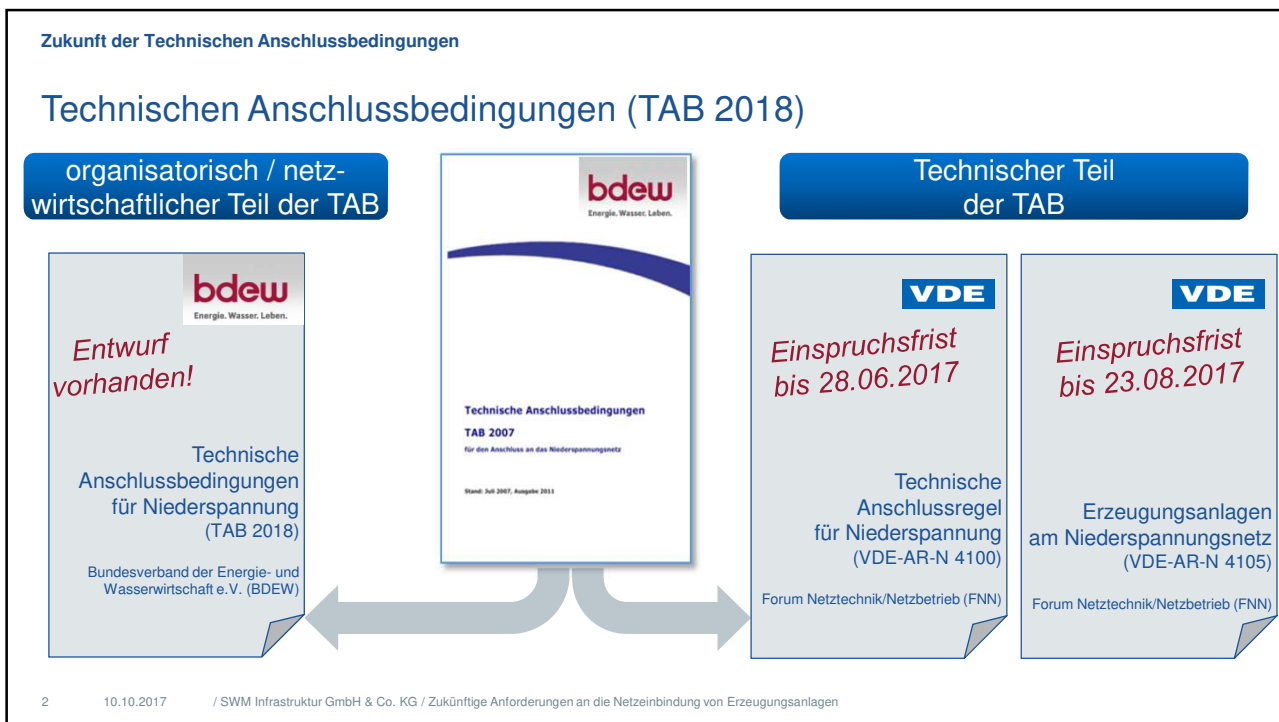 Zukunft der Technischen Anschlussbedingungen
Technischen Anschlussbedingungen (TAB 2018)
organisatorisch / netz-
wirtschaftlicher Teil der TAB
bdew
Energie. Wasser. Leben.
Entwurf
vorhanden!
Technische
Anschlussbedingungen
für Niederspannung
(TAB 2018)
Bundesverband der Energie- und
Wasserwirtschaft e.V. (BDEW)
bdew
Energie. Wasser. Leben.
Technische Anschlussbedingungen
TAB 2007
für den Anschluss an das Niederspannungsnetz
Stand: Juli 2007, Ausgabe 2011
Technischer Teil
der TAB
VDE
Einspruchsfrist
bis 28.06.2017
Technische
Anschlussregel
für Niederspannung
(VDE-AR-N 4100)
Forum Netztechnik/Netzbetrieb (FNN)
VDE
Einspruchsfrist
bis 23.08.2017
Erzeugungsanlagen
am Niederspannungsnetz
(VDE-AR-N 4105)
Forum Netztechnik/Netzbetrieb (FNN)
2 10.10.2017 / SWM Infrastruktur GmbH & Co. KG / Zukünftige Anforderungen an die Netzeinbindung von Erzeugungsanlagen